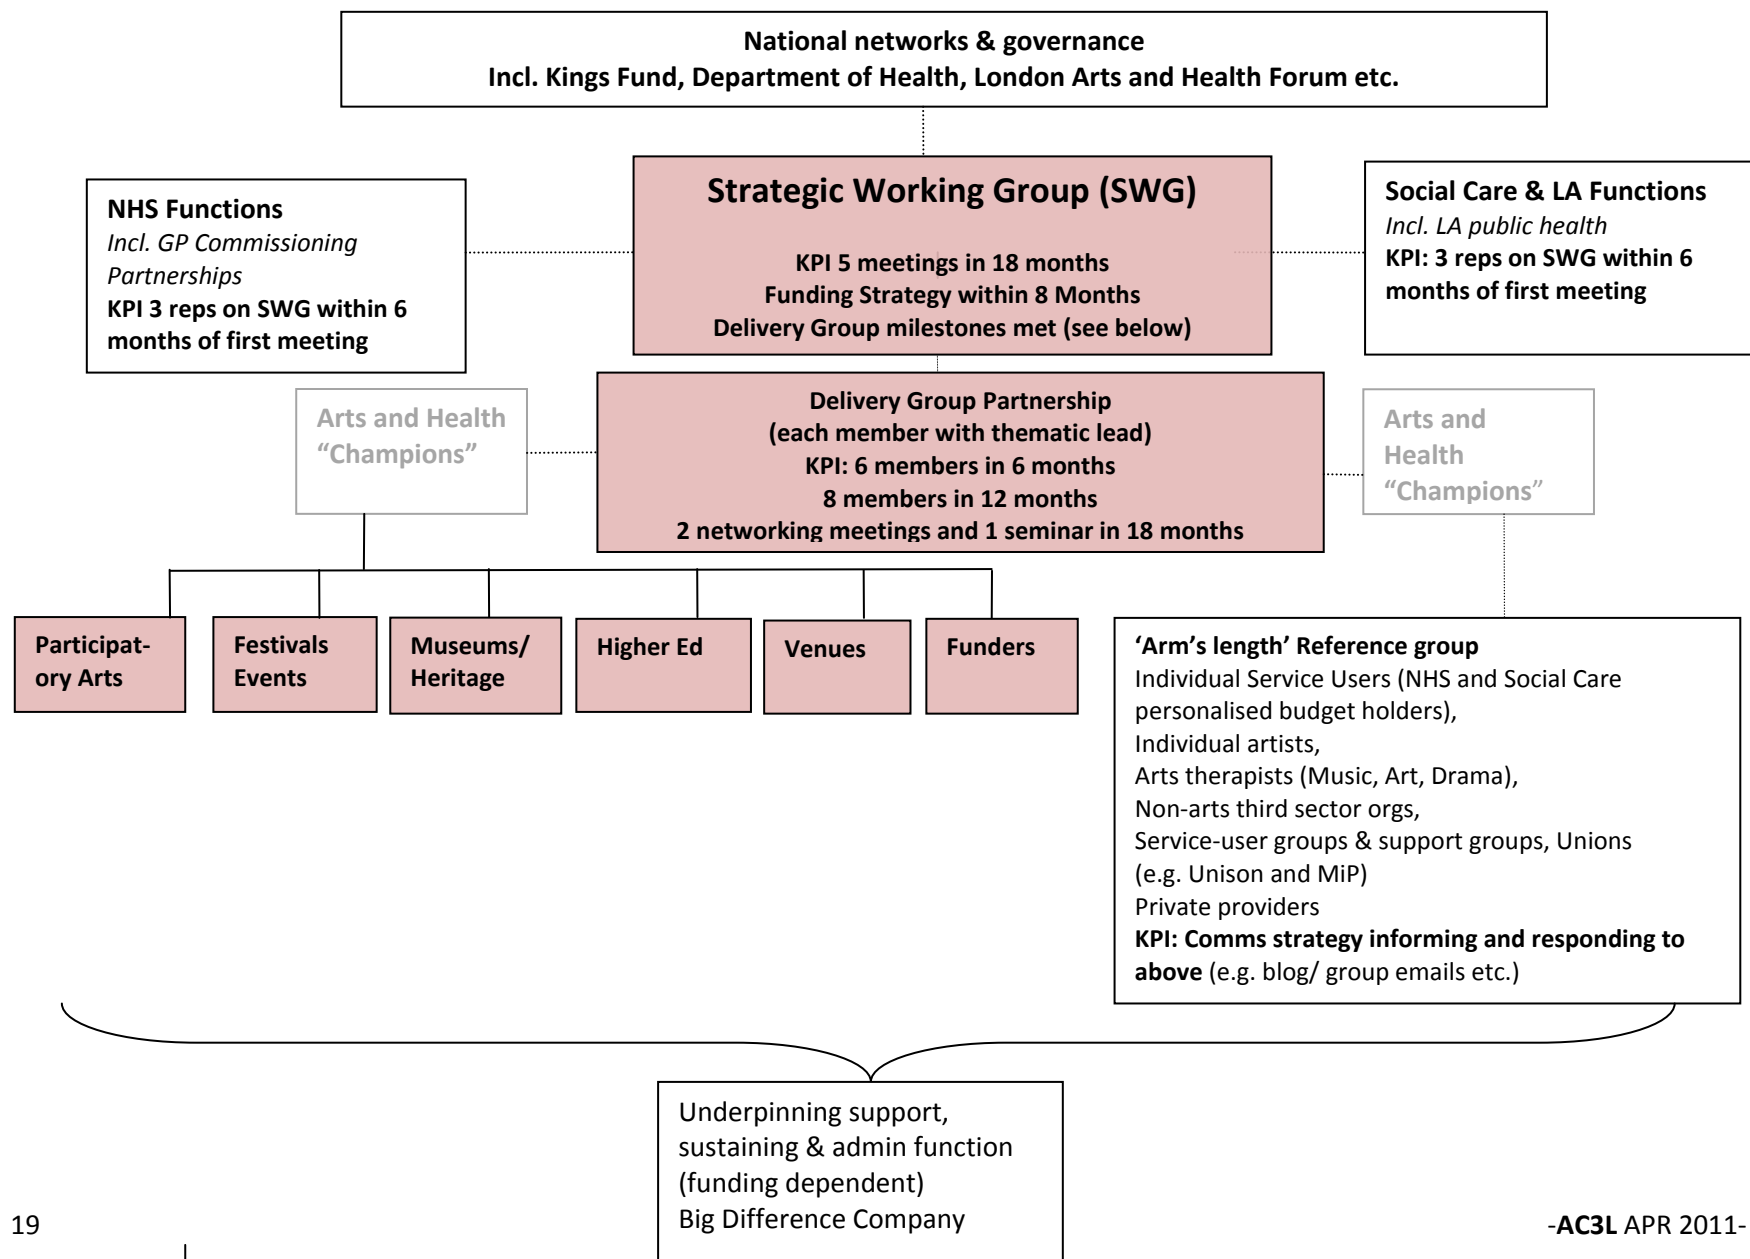 National networks & governance
Incl. Kings Fund, Department of Health, London Arts and Health Forum etc.
NHS Functions
Incl. GP Commissioning
Partnerships
KPI 3 reps on SWG within 6
months of first meeting
Strategic Working Group (SWG)
KPI 5 meetings in 18 months
Funding Strategy within 8 Months
Delivery Group milestones met (see below)
Social Care & LA Functions
Incl. LA public health
KPI: 3 reps on SWG within 6
months of first meeting
Arts and Health
“Champions”
Delivery Group Partnership
(each member with thematic lead)
KPI: 6 members in 6 months
8 members in 12 months
2 networking meetings and 1 seminar in 18 months
Arts and
Health
“Champions”
Participat-
ory Arts
Festivals
Events
Museums/
Heritage
Higher Ed
Venues
Funders
‘Arm’s length’ Reference group
Individual Service Users (NHS and Social Care
personalised budget holders),
Individual artists,
Arts therapists (Music, Art, Drama),
Non-arts third sector orgs,
Service-user groups & support groups, Unions
(e.g. Unison and MiP)
Private providers
KPI: Comms strategy informing and responding to
above (e.g. blog/ group emails etc.)
Underpinning support,
sustaining & admin function
(funding dependent)
Big Difference Company
19
-AC3L APR 2011-